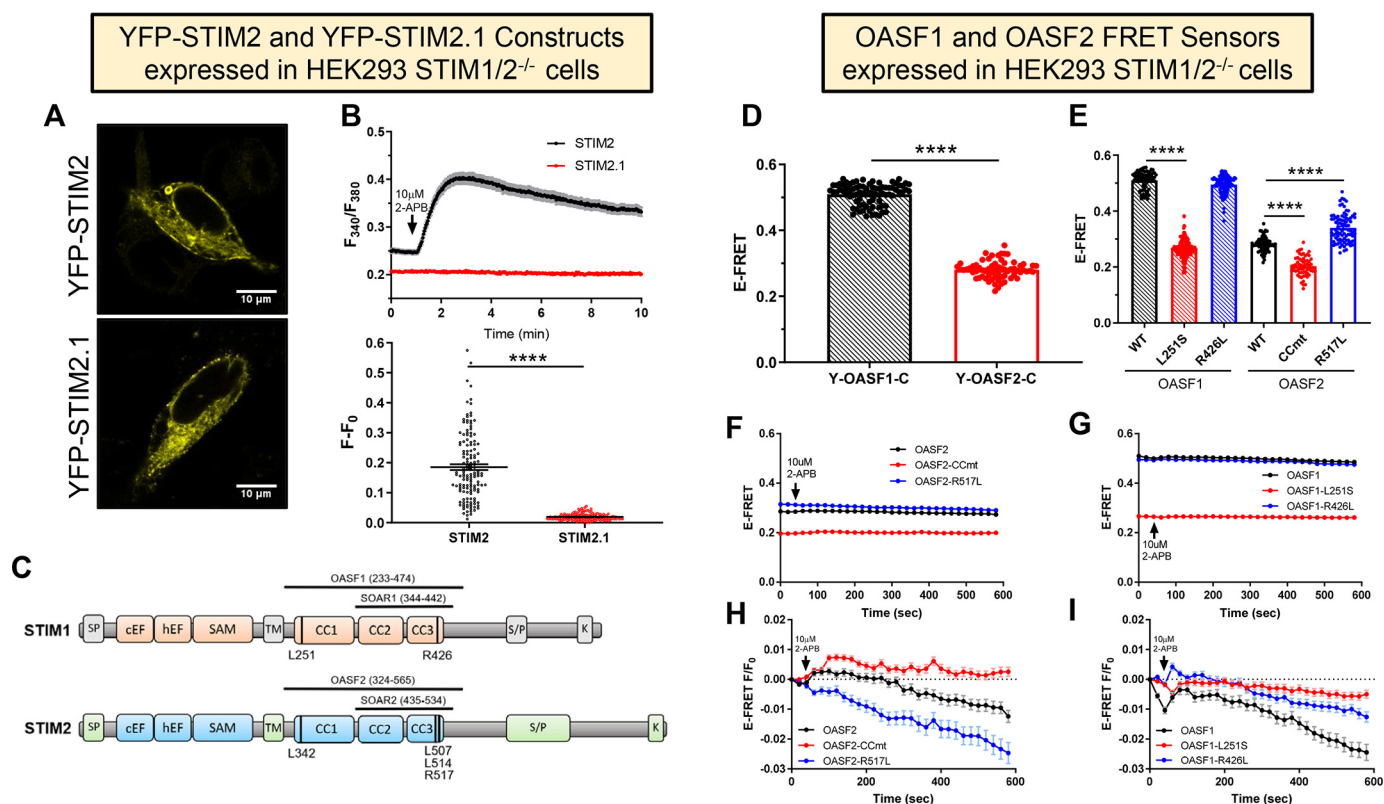 YFP-STIM2 and YFP-STIM2.1 Constructs
expressed in HEK293 STIM1/2-/- cells
OASF1 and OASF2 FRET Sensors
expressed in HEK293 STIM1/2-/- cells
A
YFP-STIM2
10 µm
YFP-STIM2.1
10 µm
B
F340/F380
0.5
0.4
0.3
0.2
STIM2
STIM2.1
10µM
2-APB
0 2 4 6 8 10
Time (min)
F-F0
0.6
0.5
0.4
0.3
0.2
0.1
0.0
****
STIM2 STIM2.1
C
OASF1 (233-474)
SOAR1 (344-442)
STIM1 SP cEF hEF SAM TM CC1 CC2 CC3 S/P K
L251 R426
OASF2 (324-565)
SOAR2 (435-534)
STIM2 SP cEF hEF SAM TM CC1 CC2 CC3 S/P K
L342 L507
L514
R517
D
E-FRET
0.6
0.4
0.2
0.0
****
Y-OASF1-C Y-OASF2-C
E
E-FRET
0.6
0.4
0.2
0.0
****
****
****
WT L251S R426L WT CCmt R517L
OASF1 OASF2
F
E-FRET
0.6
0.4
0.2
0.0
10uM
2-APB
OASF2
OASF2-CCmt
OASF2-R517L
0 100 200 300 400 500 600
Time (sec)
G
E-FRET
0.6
0.4
0.2
0.0
OASF1
OASF1-L251S
OASF1-R426L
10uM
2-APB
0 100 200 300 400 500 600
Time (sec)
H
E-FRET F/F0
0.02
0.01
0.00
-0.01
-0.02
-0.03
10µM
2-APB
OASF2
OASF2-CCmt
OASF2-R517L
0 200 400 600
Time (sec)
I
E-FRET F/F0
0.02
0.01
0.00
-0.01
-0.02
-0.03
10µM
2-APB
OASF1
OASF1-L251S
OASF1-R426L
0 200 400 600
Time (sec)